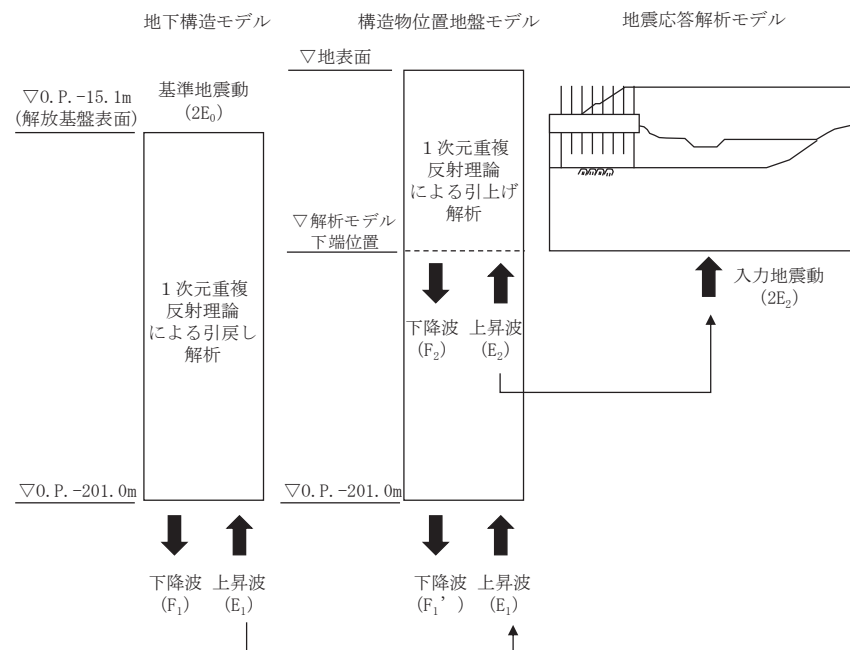 地下構造モデル
▽O.P.-15.1m
(解放基盤表面)
基準地震動
(2E₀)
1次元重複
反射理論
による引戻し
解析
▽O.P.-201.0m
下降波
(F₁)
上昇波
(E₁)
構造物位置地盤モデル
▽地表面
1次元重複
反射理論
による引上げ
解析
▽解析モデル
下端位置
下降波
(F₂)
上昇波
(E₂)
▽O.P.-201.0m
下降波
(F₁’)
上昇波
(E₁)
地震応答解析モデル
入力地震動
(2E₂)